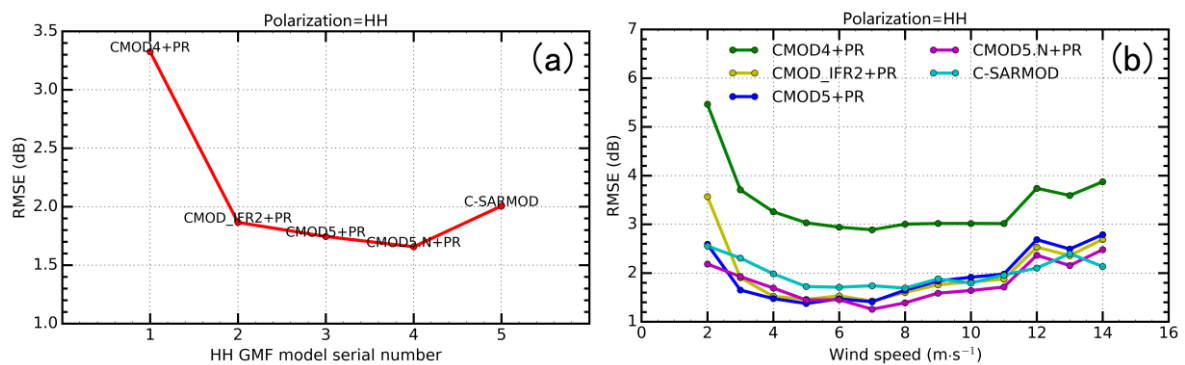 Polarization=HH
3.5
3.0
2.5
2.0
1.5
1.0
RMSE (dB)
CMOD4+PR
CMOD_IFR2+PR
CMOD5+PR
CMOD5.N+PR
C-SARMOD
(a)
1 2 3 4 5
HH GMF model serial number
Polarization=HH
7
6
5
4
3
2
1
RMSE (dB)
CMOD4+PR
CMOD_IFR2+PR
CMOD5+PR
CMOD5.N+PR
C-SARMOD
(b)
0 2 4 6 8 10 12 14 16
Wind speed (m·s⁻¹)